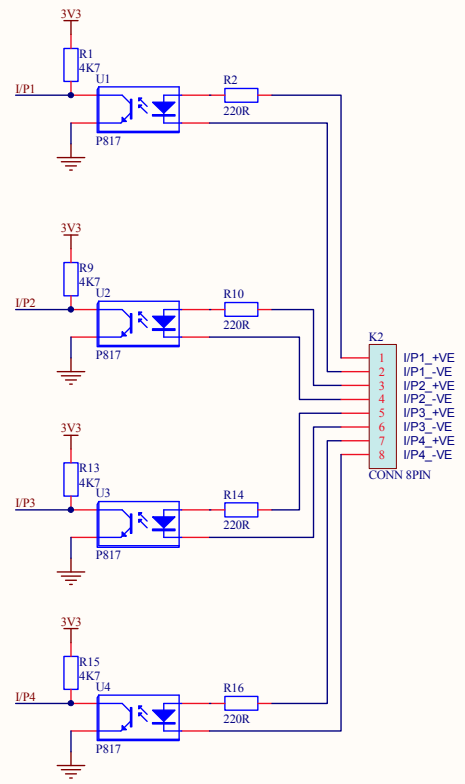 3V3
R1
4K7
I/P1
U1
P817
R2
220R
3V3
R9
4K7
I/P2
U2
P817
R10
220R
K2
1 I/P1_+VE
2 I/P1_-VE
3 I/P2_+VE
4 I/P2_-VE
5 I/P3_+VE
6 I/P3_-VE
7 I/P4_+VE
8 I/P4_-VE
CONN 8PIN
3V3
R13
4K7
I/P3
U3
P817
R14
220R
3V3
R15
4K7
I/P4
U4
P817
R16
220R